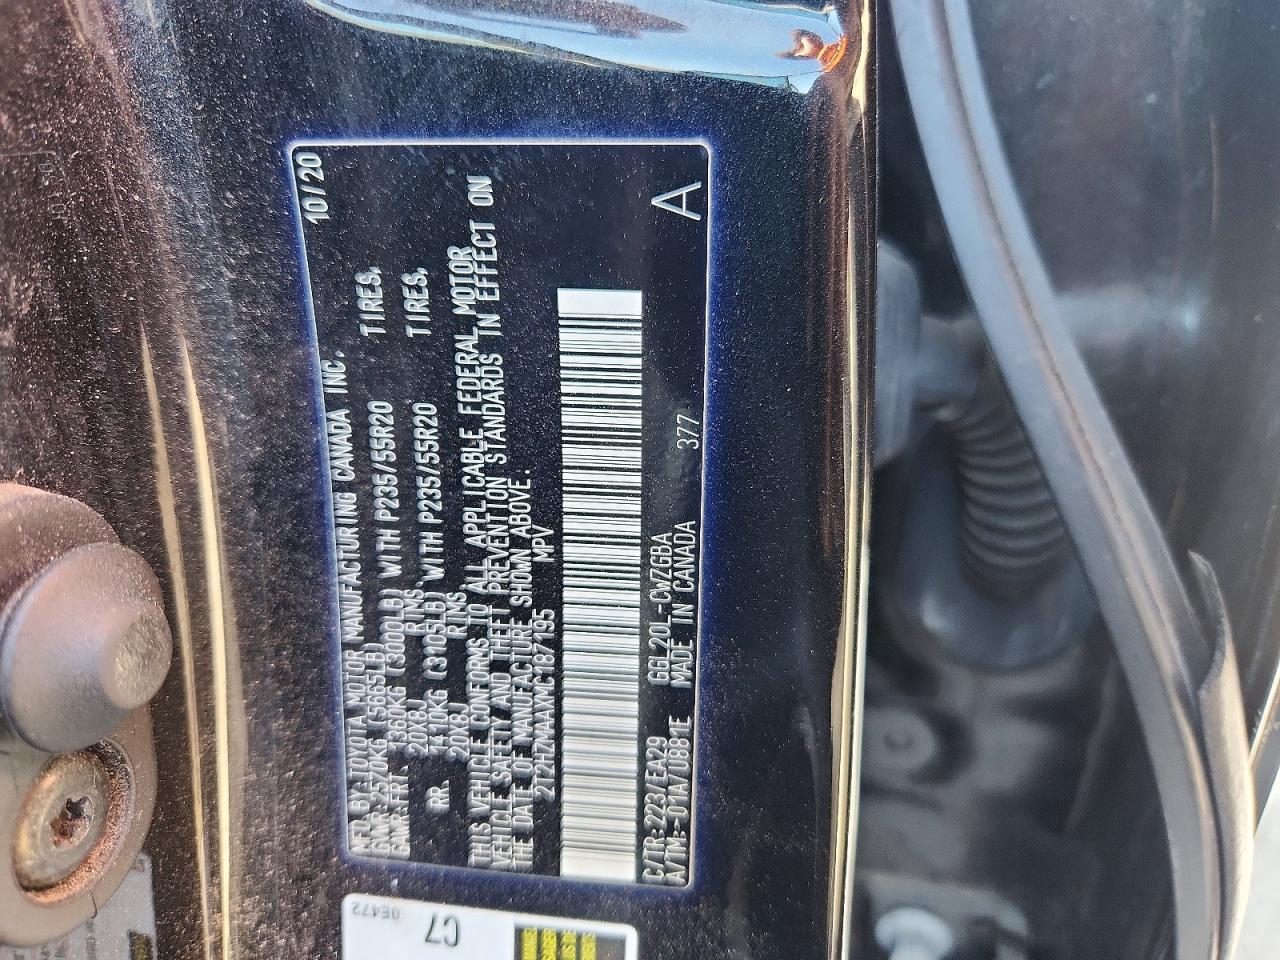 MFD BY: TOYOTA MOTOR MANUFACTURING CANADA INC. 10/20
GVWR 2570KG (5665LB)
GAWR FRT 1360KG (3000LB) WITH P235/55R20 TIRES.
20X8J RIMS.
RR. 1410KG (3105LB) WITH P235/55R20 TIRES.
20X8J RIMS.
THIS VEHICLE CONFORMS TO ALL APPLICABLE FEDERAL MOTOR
VEHICLE SAFETY AND THEFT PREVENTION STANDARDS IN EFFECT ON
THE DATE OF MANUFACTURE SHOWN ABOVE.
2T2HZMAAXMC187195 MPV
C/TR:223/EA29 GGL20L-CWZGBA
A/TM:-01A/U881E MADE IN CANADA 377 A
C7
0E472